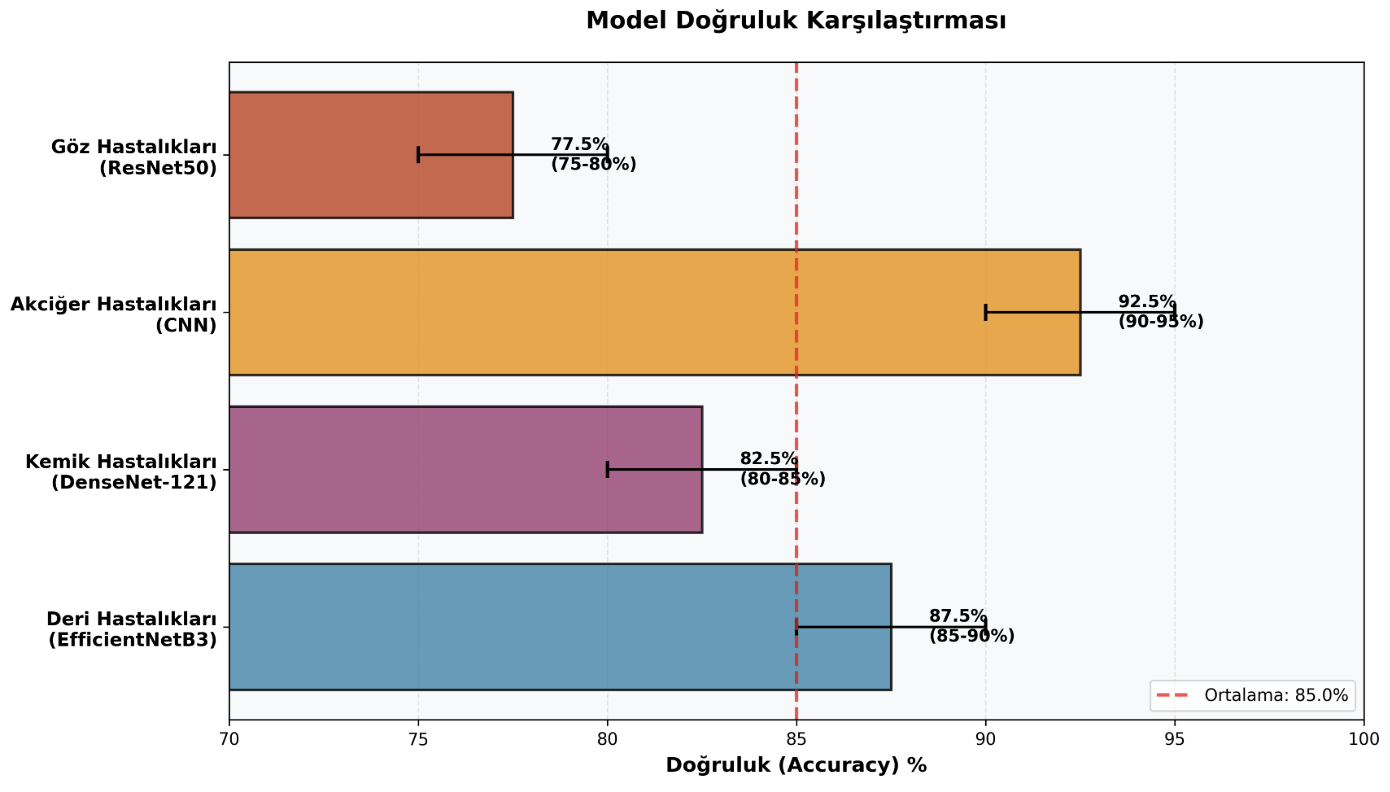 Model Doğruluk Karşılaştırması
Göz Hastalıkları
(ResNet50)
77.5%
(75-80%)
Akciğer Hastalıkları
(CNN)
92.5%
(90-95%)
Kemik Hastalıkları
(DenseNet-121)
82.5%
(80-85%)
Deri Hastalıkları
(EfficientNetB3)
87.5%
(85-90%)
Ortalama: 85.0%
70 75 80 85 90 95 100
Doğruluk (Accuracy) %